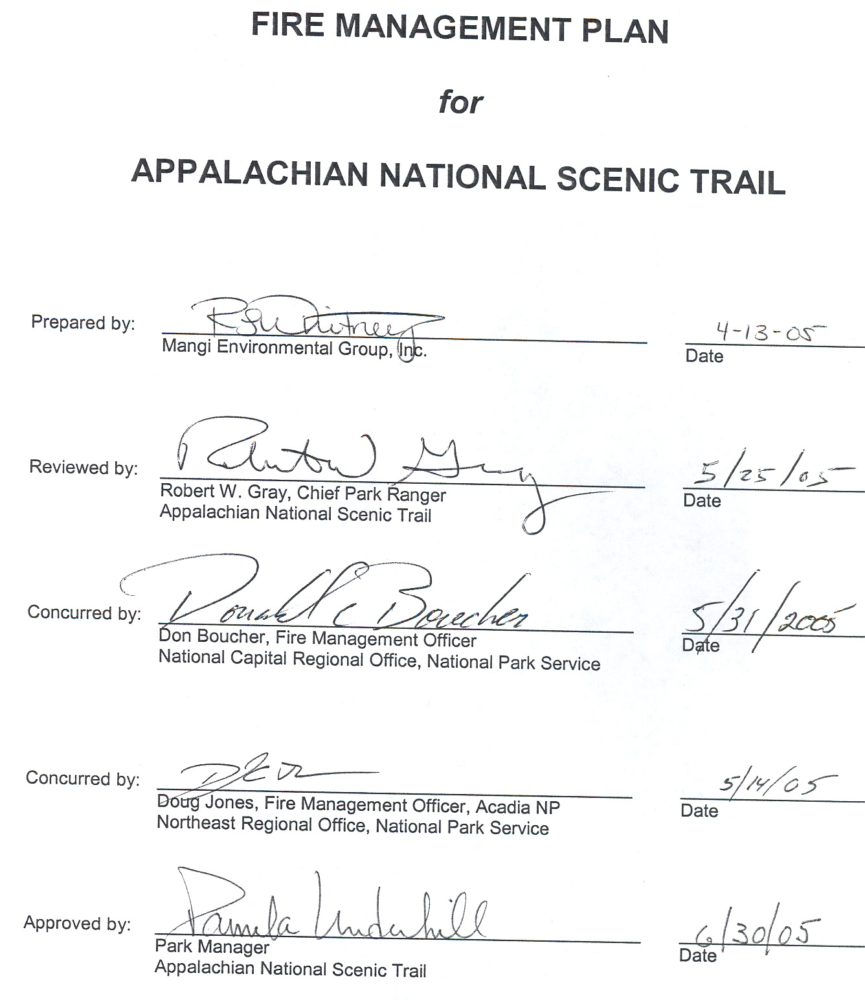 FIRE MANAGEMENT PLAN
for
APPALACHIAN NATIONAL SCENIC TRAIL
Prepared by: 4-13-05
Mangi Environmental Group, Inc. Date
Reviewed by: Robert W Gray 5/25/05
Robert W. Gray, Chief Park Ranger Date
Appalachian National Scenic Trail
Concurred by: Donald C Boucher 5/31/2005
Don Boucher, Fire Management Officer Date
National Capital Regional Office, National Park Service
Concurred by: 5/14/05
Doug Jones, Fire Management Officer, Acadia NP Date
Northeast Regional Office, National Park Service
Approved by: Pamela Underhill 6/30/05
Park Manager Date
Appalachian National Scenic Trail